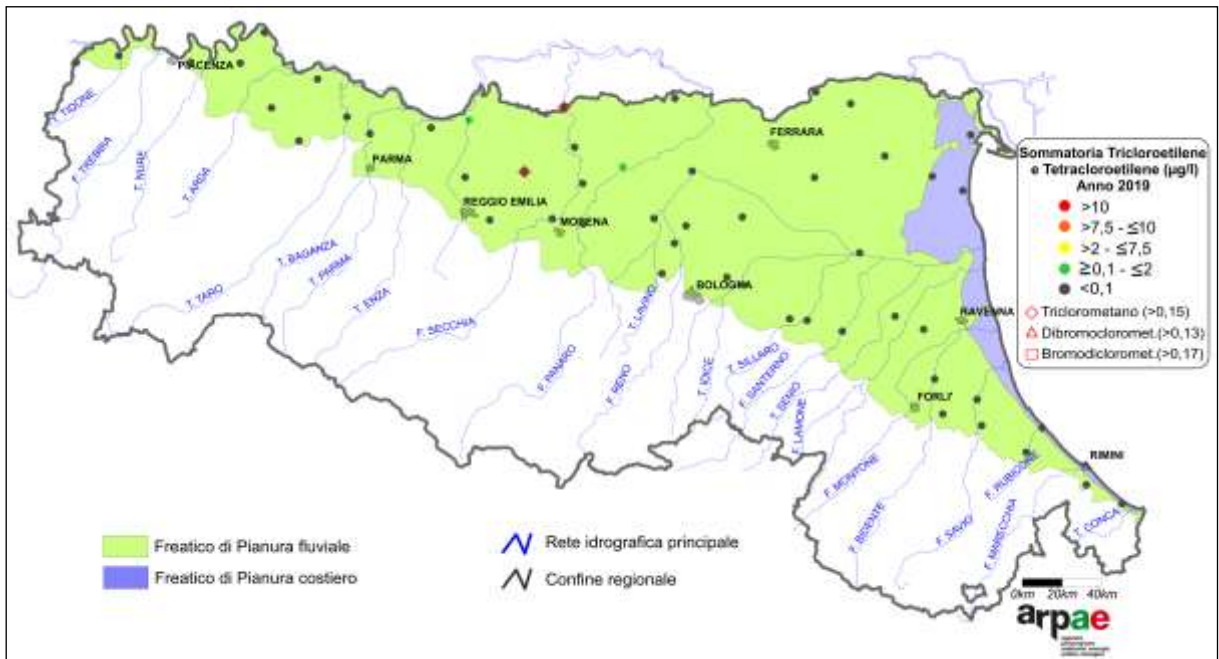 PIACENZA
T. TIDONE
F. TREBBIA
T. NURE
T. ARDA
PARMA
REGGIO EMILIA
MODENA
FERRARA
BOLOGNA
RAVENNA
FORLI'
RIMINI
T. TARO
T. BAGANZA
T. PARMA
T. ENZA
F. SECCHIA
F. PANARO
T. LAVINO
F. RENO
T. IDICE
T. SILLARO
F. SANTERNO
T. SENIO
F. LAMONE
F. MONTONE
F. BIDENTE
F. SAVIO
F. RUBICONE
F. MARECCHIA
T. CONCA
Sommatoria Tricloroetilene
e Tetracloroetilene (µg/l)
Anno 2019
>10
>7,5 - ≤10
>2 - ≤7,5
≥0,1 - ≤2
<0,1
Triclorometano (>0,15)
Dibromocloromet.(>0,13)
Bromodicloromet.(>0,17)
Freatico di Pianura fluviale
Freatico di Pianura costiero
Rete idrografica principale
Confine regionale
0km 20km 40km
arpae